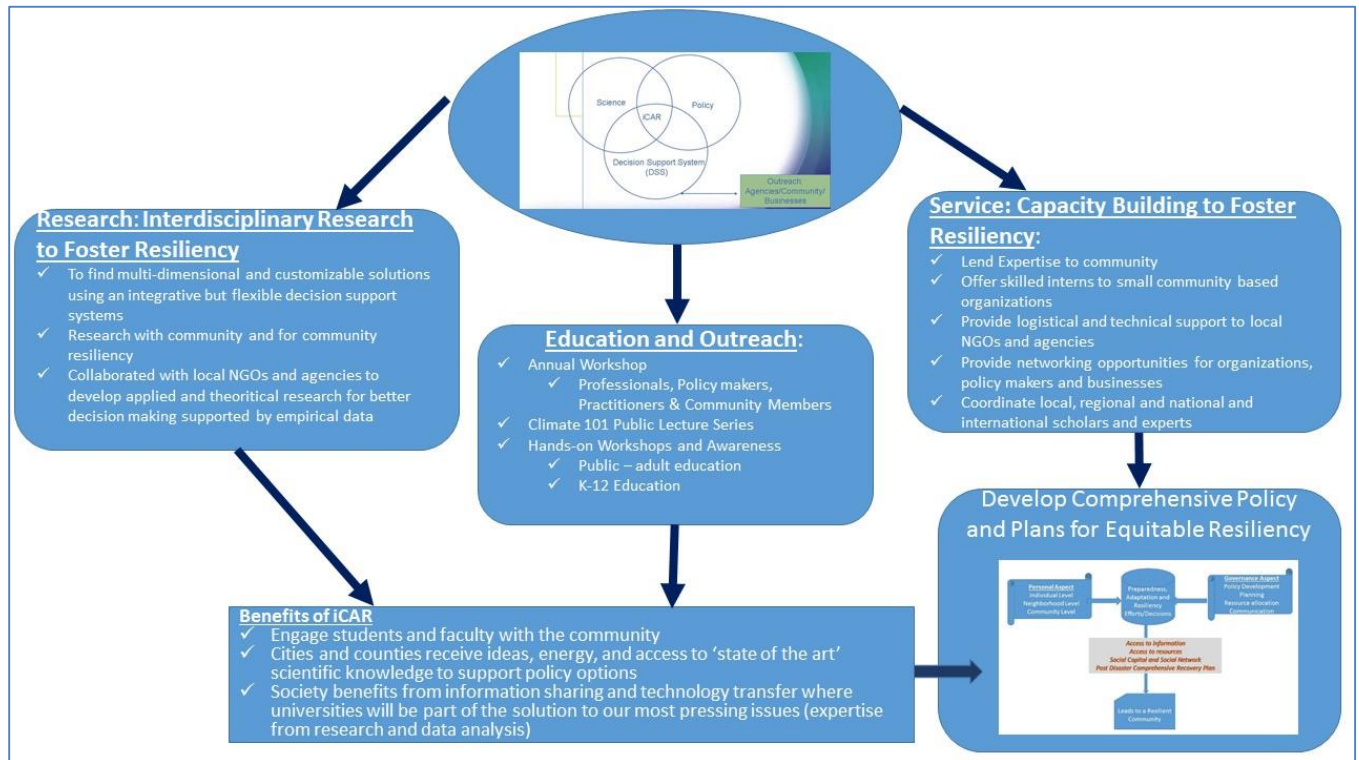 Science
Policy
iCAR
Decision Support System
(DSS)
Outreach:
Agencies/Community/
Businesses
Research: Interdisciplinary Research
to Foster Resiliency
✓ To find multi-dimensional and customizable solutions
using an integrative but flexible decision support
systems
✓ Research with community and for community
resiliency
✓ Collaborated with local NGOs and agencies to
develop applied and theoritical research for better
decision making supported by empirical data
Education and Outreach:
✓ Annual Workshop
✓ Professionals, Policy makers,
Practitioners & Community Members
✓ Climate 101 Public Lecture Series
✓ Hands-on Workshops and Awareness
✓ Public – adult education
✓ K-12 Education
Service: Capacity Building to Foster
Resiliency:
✓ Lend Expertise to community
✓ Offer skilled interns to small community based
organizations
✓ Provide logistical and technical support to local
NGOs and agencies
✓ Provide networking opportunities for organizations,
policy makers and businesses
✓ Coordinate local, regional and national and
international scholars and experts
Benefits of iCAR
✓ Engage students and faculty with the community
✓ Cities and counties receive ideas, energy, and access to ‘state of the art’
scientific knowledge to support policy options
✓ Society benefits from information sharing and technology transfer where
universities will be part of the solution to our most pressing issues (expertise
from research and data analysis)
Develop Comprehensive Policy
and Plans for Equitable Resiliency
Personal Aspect
Individual Level
Neighborhood Level
Community Level
Preparedness,
Adaptation and
Resiliency
Efforts/Decisions
Governance Aspect
Policy Development
Planning
Resource allocation
Communication
Access to Information
Access to resources
Social Capital and Social Network
Post Disaster Comprehensive Recovery Plan
Leads to a Resilient
Community